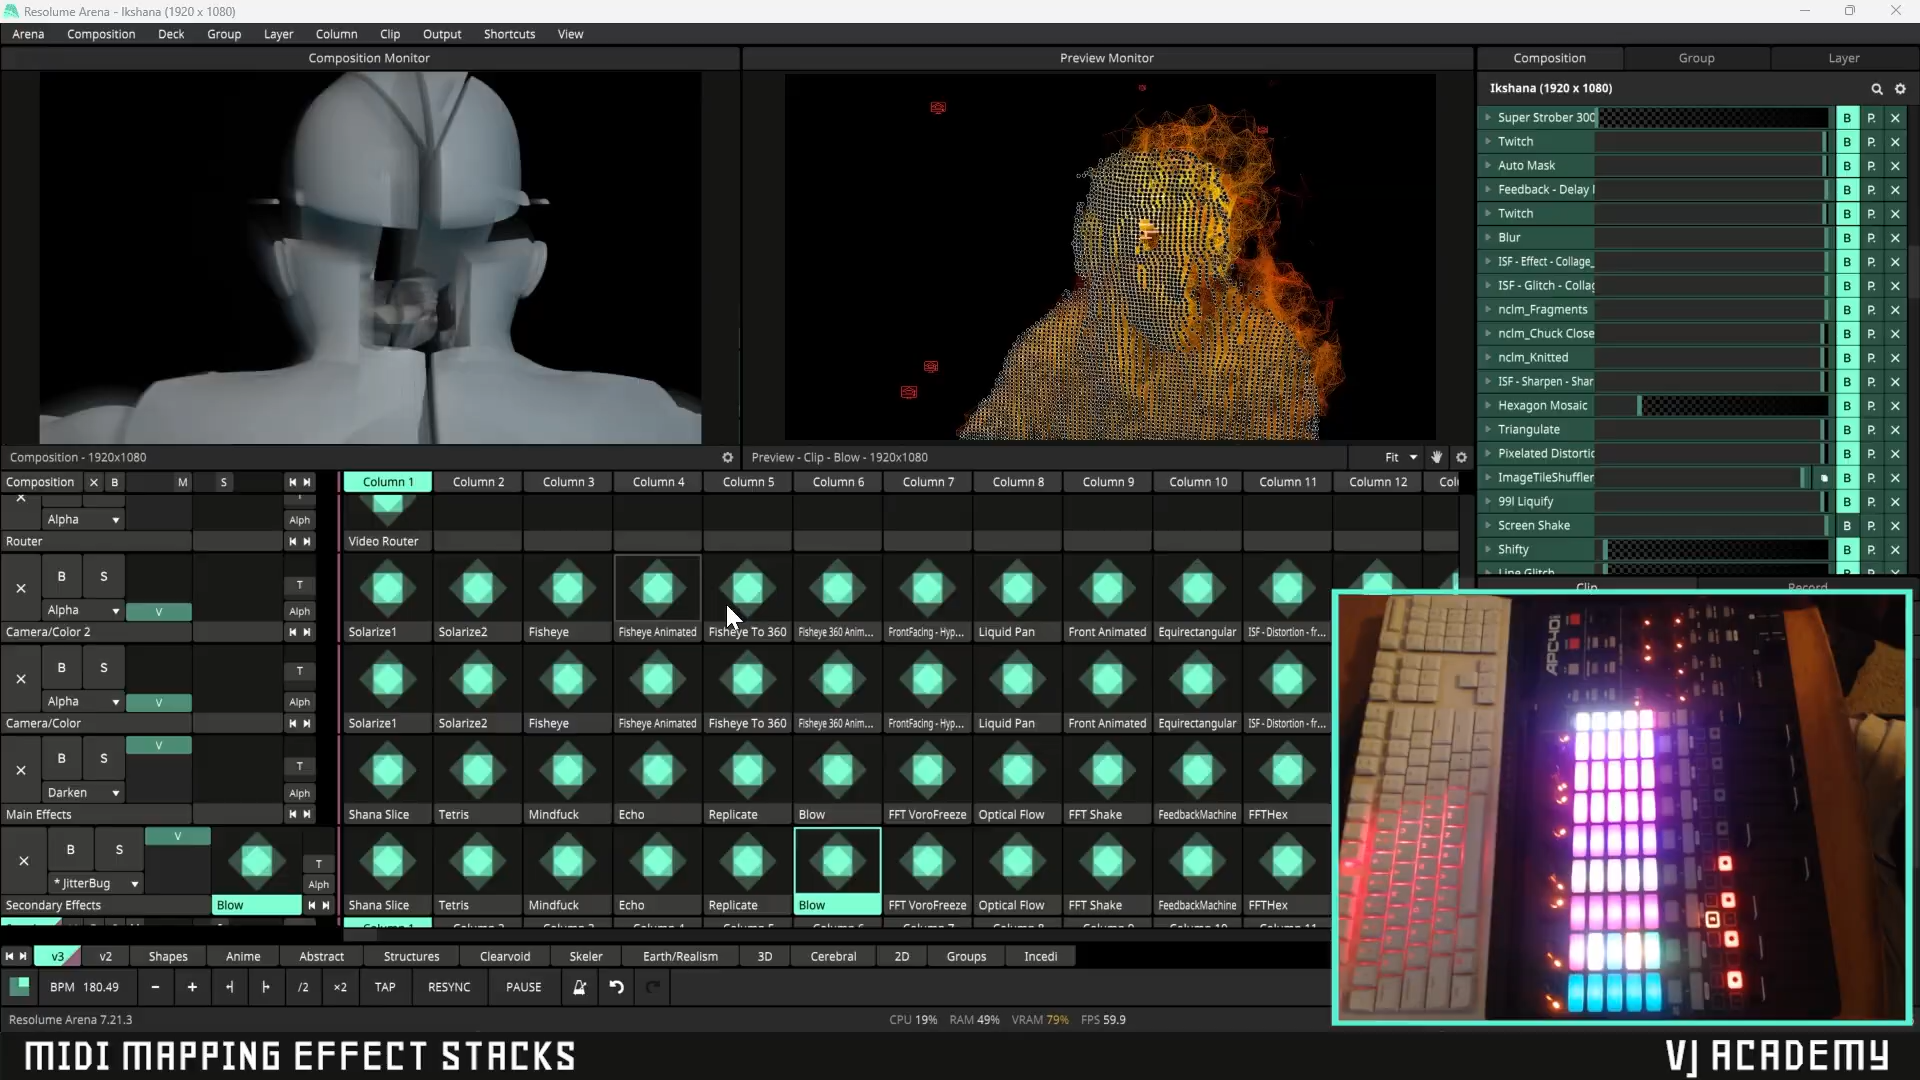 Resolume Arena - Ikshana (1920 x 1080)
Arena Composition Deck Group Layer Column Clip Output Shortcuts View
Composition Monitor
Preview Monitor
Composition Group Layer
Ikshana (1920 x 1080)
Super Strober 300 B P. X
Twitch B P. X
Auto Mask B P. X
Feedback - Delay B P. X
Twitch B P. X
Blur B P. X
ISF - Effect - Collage_ B P. X
ISF - Glitch - Collag B P. X
nclm_Fragments B P. X
nclm_Chuck Close B P. X
nclm_Knitted B P. X
ISF - Sharpen - Shar B P. X
Hexagon Mosaic B P. X
Triangulate B P. X
Pixelated Distortic B P. X
ImageTileShuffler B P. X
99l Liquify B P. X
Screen Shake B P. X
Shifty B P. X
Line Glitch
Clip Record
Composition - 1920x1080
Preview - Clip - Blow - 1920x1080
Fit
Composition X B M S
Column 1 Column 2 Column 3 Column 4 Column 5 Column 6 Column 7 Column 8 Column 9 Column 10 Column 11 Column 12 Col
Alpha Alph
Router Video Router
B S T
Alpha V Alph
Camera/Color 2 Solarize1 Solarize2 Fisheye Fisheye Animated Fisheye To 360 Fisheye 360 Anim... FrontFacing - Hyp... Liquid Pan Front Animated Equirectangular ISF - Distortion - fr...
B S T
Alpha V Alph
Camera/Color Solarize1 Solarize2 Fisheye Fisheye Animated Fisheye To 360 Fisheye 360 Anim... FrontFacing - Hyp... Liquid Pan Front Animated Equirectangular ISF - Distortion - fr...
V
B S T
Darken Alph
Main Effects Shana Slice Tetris Mindfuck Echo Replicate Blow FFT VoroFreeze Optical Flow FFT Shake FeedbackMachine FFTHex
V
B S T
* JitterBug Alph
Secondary Effects Blow Shana Slice Tetris Mindfuck Echo Replicate Blow FFT VoroFreeze Optical Flow FFT Shake FeedbackMachine FFTHex
v3 v2 Shapes Anime Abstract Structures Clearvoid Skeler Earth/Realism 3D Cerebral 2D Groups Incedi
BPM 180.49 - + /2 ×2 TAP RESYNC PAUSE
Resolume Arena 7.21.3
CPU 19% RAM 49% VRAM 79% FPS 59.9
APC40
MIDI MAPPING EFFECT STACKS
VJ ACADEMY